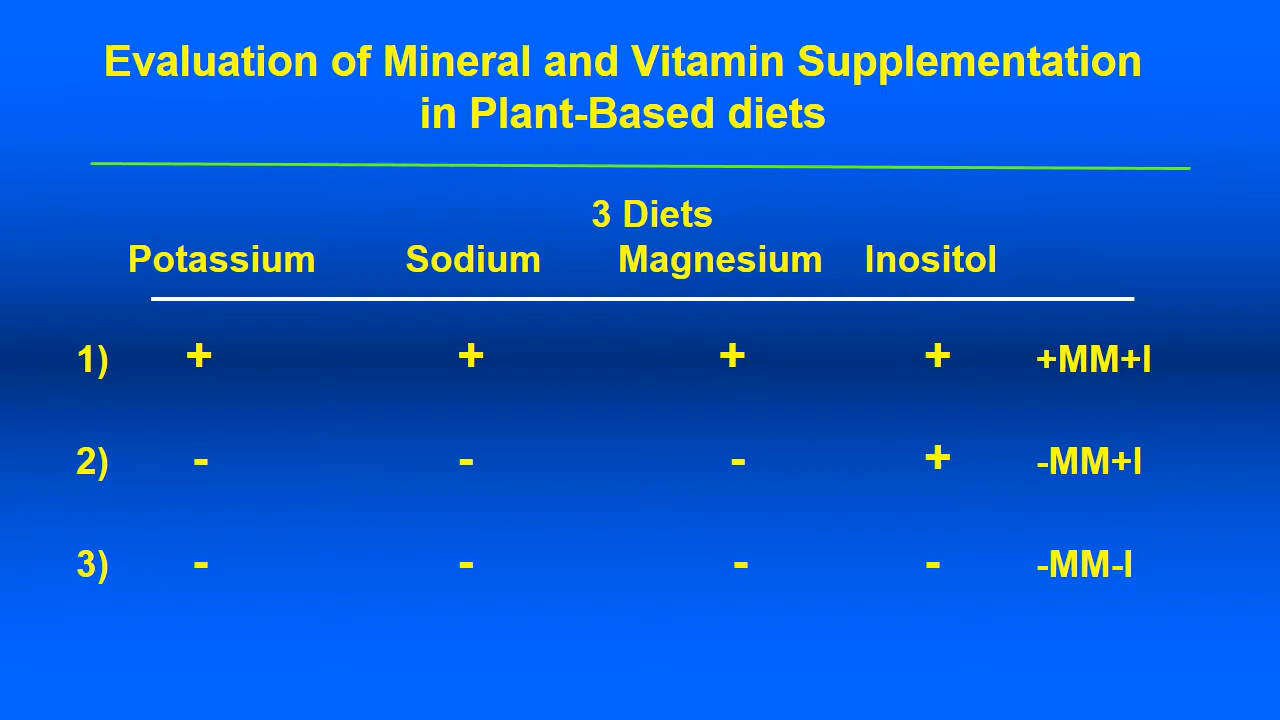 Evaluation of Mineral and Vitamin Supplementation
in Plant-Based diets
3 Diets
Potassium Sodium Magnesium Inositol
1) + + + + +MM+I
2) - - - + -MM+I
3) - - - - -MM-I